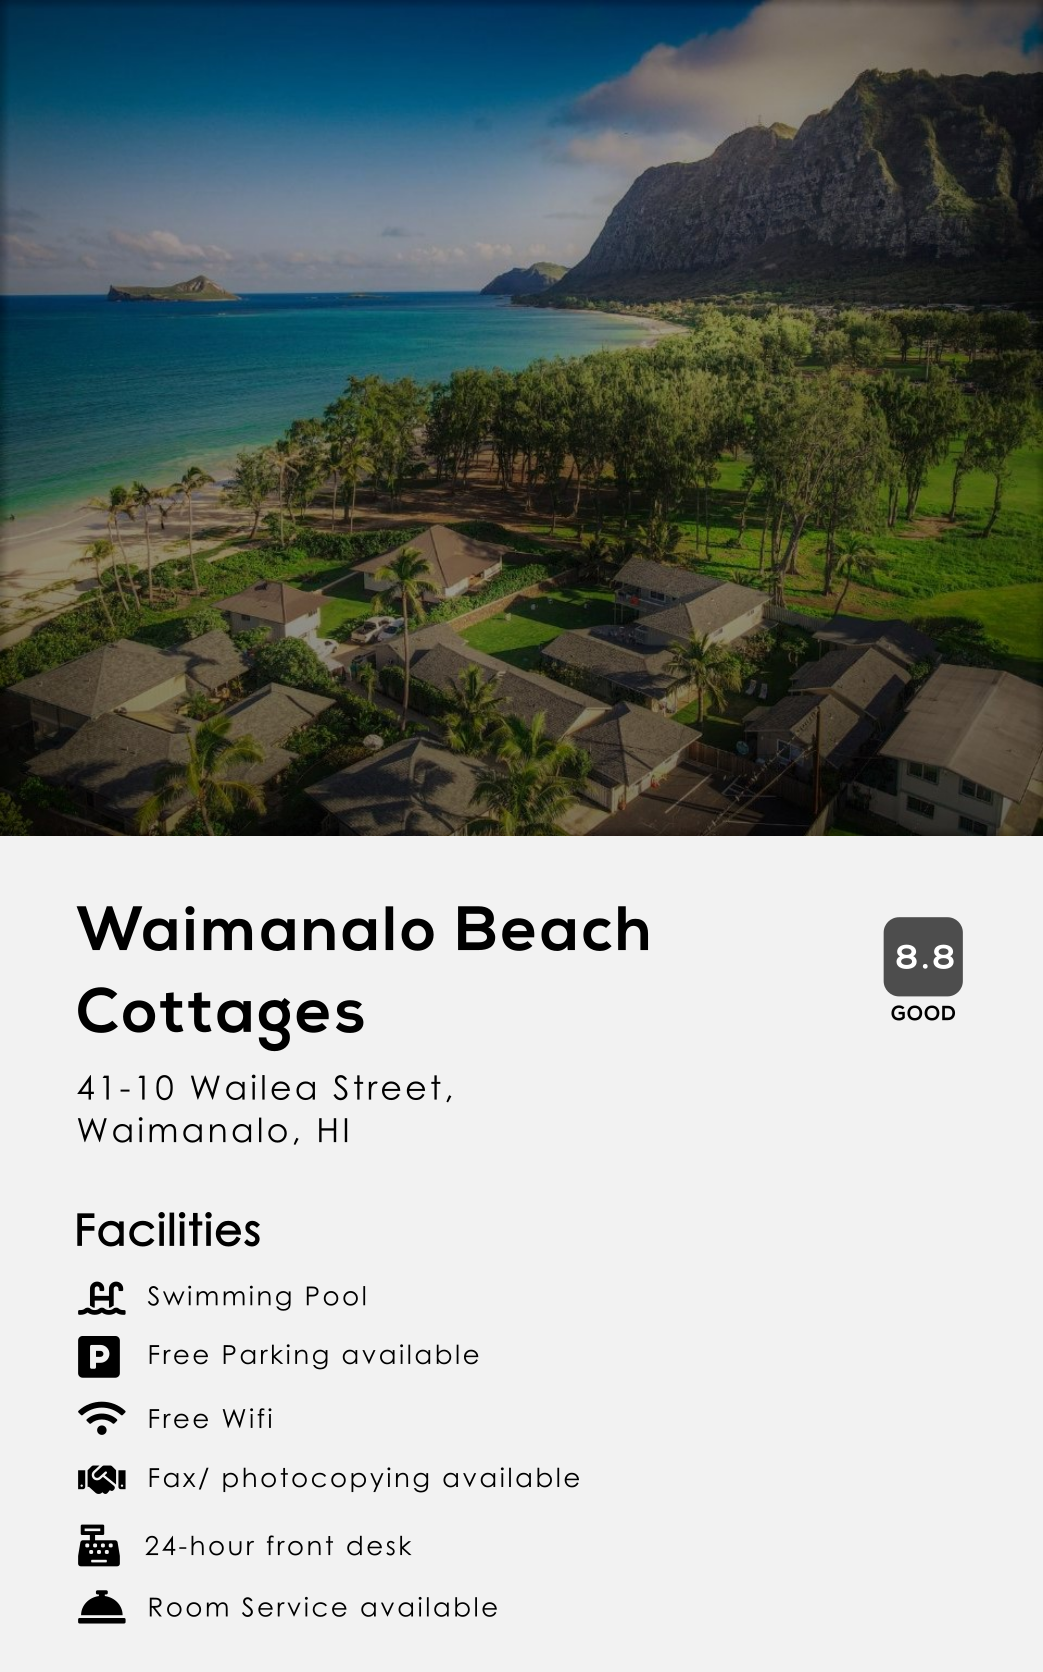 Waimanalo Beach
Cottages
8.8
GOOD
41-10 Wailea Street,
Waimanalo, HI
Facilities
Swimming Pool
P
Free Parking available
Free Wifi
Fax/ photocopying available
24-hour front desk
Room Service available